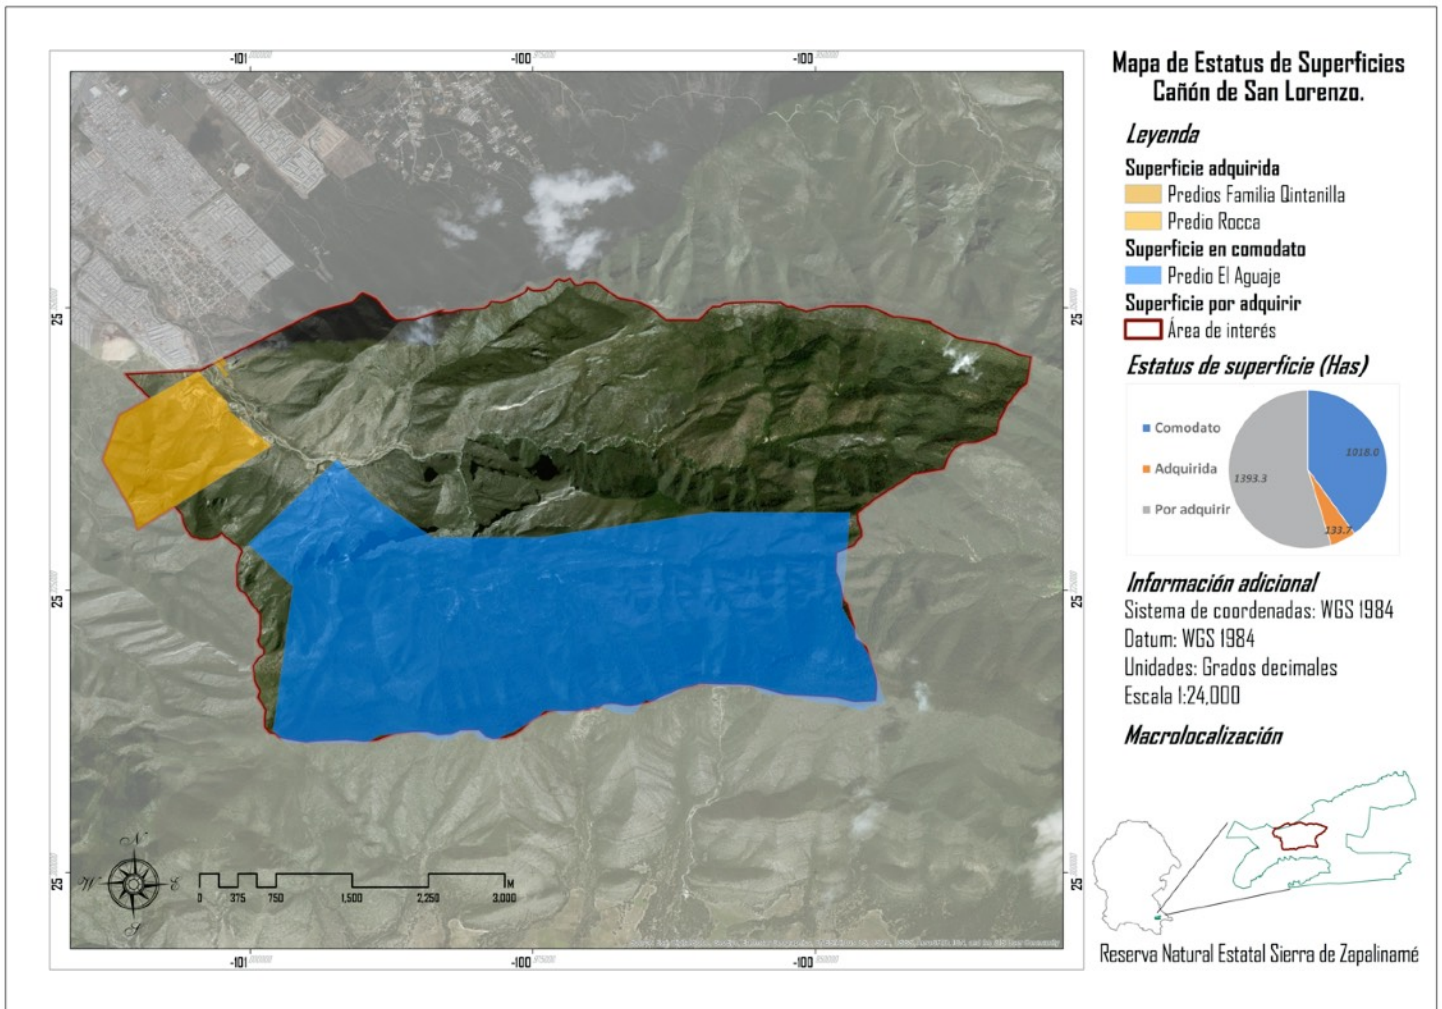 Mapa de Estatus de Superficies
Cañón de San Lorenzo.
Leyenda
Superficie adquirida
Predios Familia Qintanilla
Predio Rocca
Superficie en comodato
Predio El Aguaje
Superficie por adquirir
Área de interés
Estatus de superficie (Has)
Comodato
Adquirida
Por adquirir
1018.0
133.7
1393.3
Información adicional
Sistema de coordenadas: WGS 1984
Datum: WGS 1984
Unidades: Grados decimales
Escala 1:24,000
Macrolocalización
Reserva Natural Estatal Sierra de Zapalinamé
-101
-100
-100
25
25
25
25
25
25
-101
-100
-100
N
W
E
S
0
375
750
1,500
2,250
3,000
M